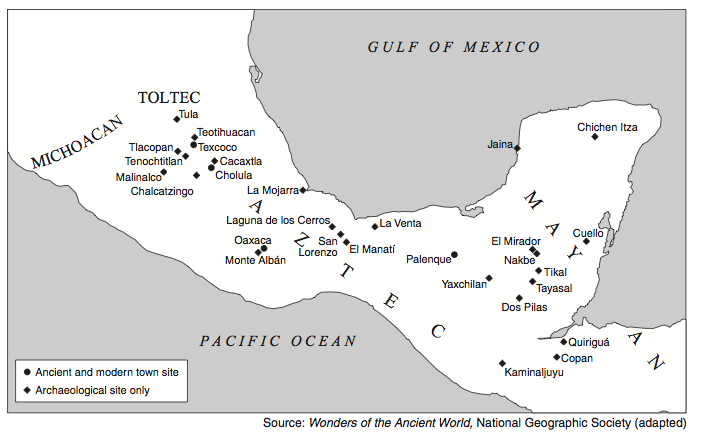 GULF OF MEXICO
TOLTEC
Tula
MICHOACAN
Teotihuacan
Tlapocan
Texcoco
Tenochtitlan
Cacaxtla
Malinalco
Cholula
Chalcatzingo
La Mojarra
Jaina
Chichen Itza
AZTEC
MAYAN
Laguna de los Cerros
La Venta
San
Lorenzo
El Manatí
Oaxaca
Monte Albán
Palenque
Yaxchilan
El Mirador
Nakbe
Cuello
Tikal
Tayasal
Dos Pilas
Quiriguá
Copan
Kaminaljuyu
PACIFIC OCEAN
Ancient and modern town site
Archaeological site only
Source: Wonders of the Ancient World, National Geographic Society (adapted)